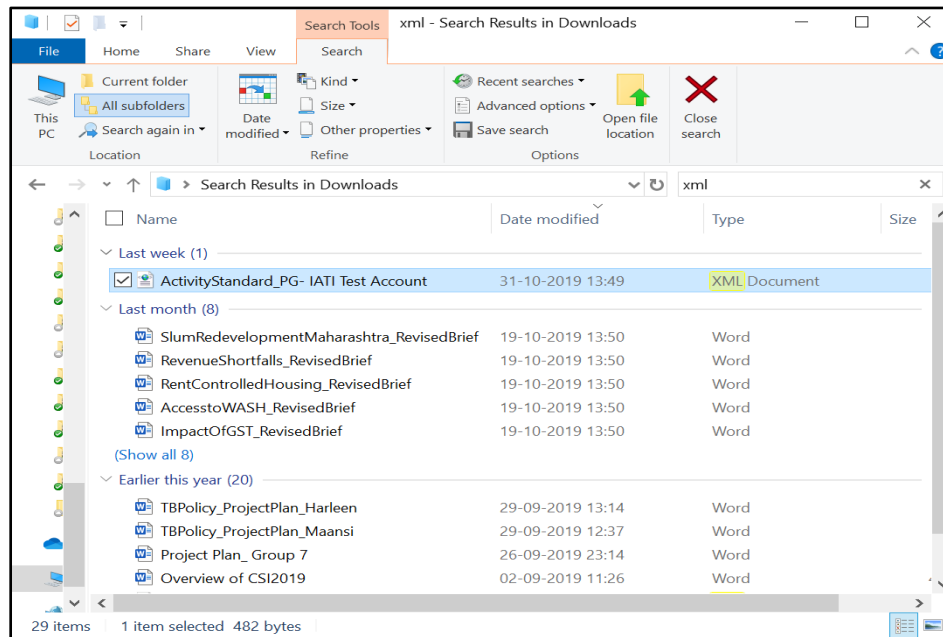 Search Tools xml - Search Results in Downloads
File Home Share View Search
This PC
Current folder
All subfolders
Search again in
Location
Date modified
Kind
Size
Other properties
Refine
Recent searches
Advanced options
Save search
Open file location
Options
Close search
Search Results in Downloads xml
Name Date modified Type Size
Last week (1)
ActivityStandard_PG- IATI Test Account 31-10-2019 13:49 XML Document
Last month (8)
SlumRedevelopmentMaharashtra_RevisedBrief 19-10-2019 13:50 Word
RevenueShortfalls_RevisedBrief 19-10-2019 13:50 Word
RentControlledHousing_RevisedBrief 19-10-2019 13:50 Word
AccesstoWASH_RevisedBrief 19-10-2019 13:50 Word
ImpactOfGST_RevisedBrief 19-10-2019 13:50 Word
(Show all 8)
Earlier this year (20)
TBPolicy_ProjectPlan_Harleen 29-09-2019 13:14 Word
TBPolicy_ProjectPlan_Maansi 29-09-2019 12:37 Word
Project Plan_ Group 7 26-09-2019 23:14 Word
Overview of CSI2019 02-09-2019 11:26 Word
29 items 1 item selected 482 bytes